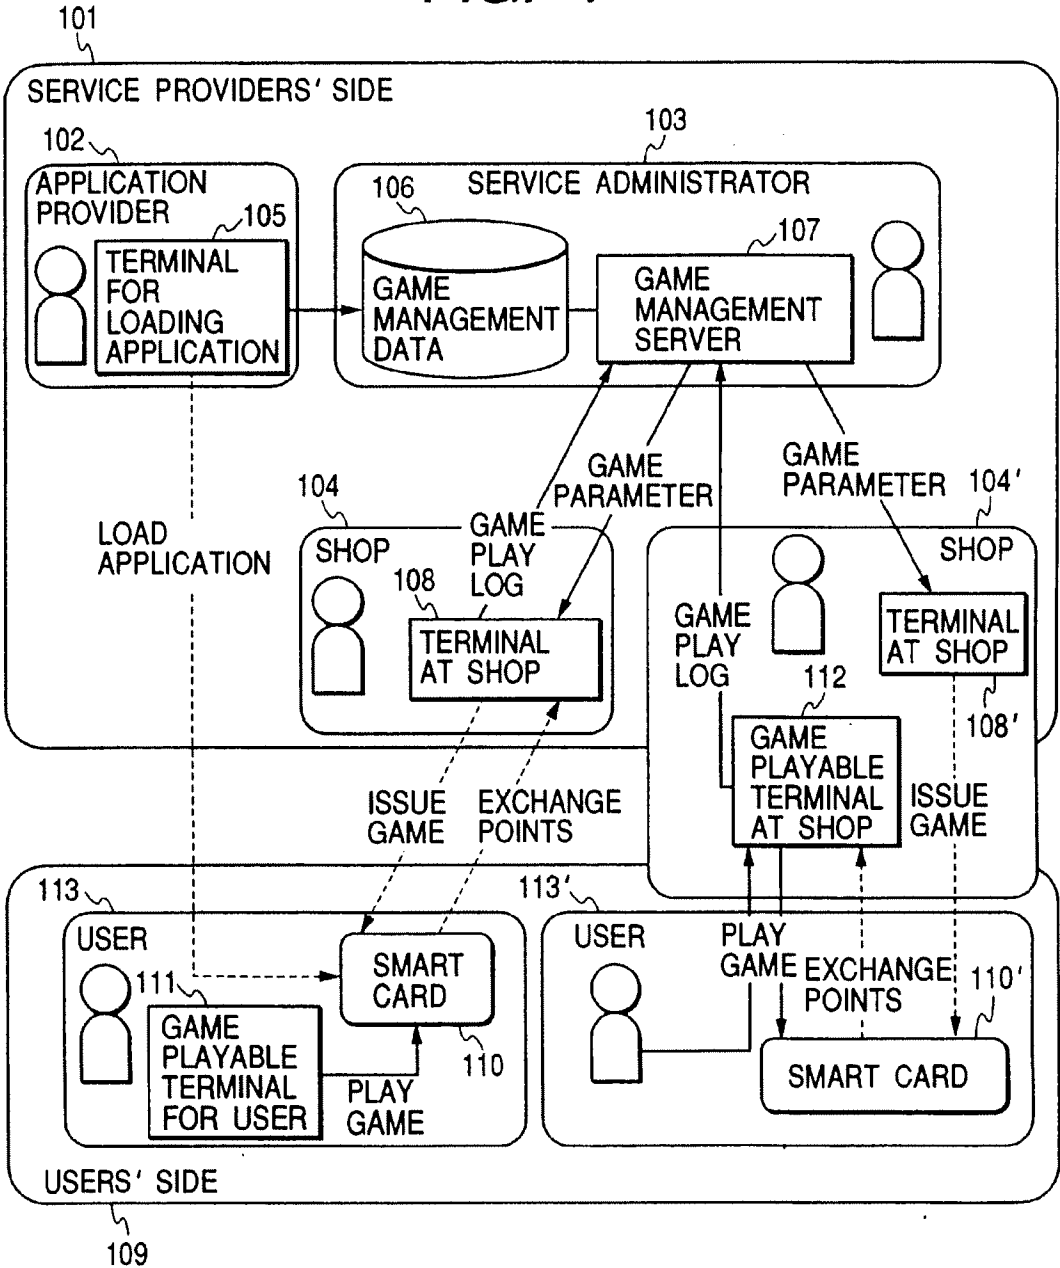 101
SERVICE PROVIDERS' SIDE
102
103
APPLICATION
PROVIDER
105
TERMINAL
FOR
LOADING
APPLICATION
106
SERVICE ADMINISTRATOR
107
GAME
MANAGEMENT
DATA
GAME
MANAGEMENT
SERVER
LOAD
APPLICATION
104
SHOP
108
GAME
PLAY
LOG
GAME
PARAMETER
GAME
PARAMETER
104'
SHOP
TERMINAL
AT SHOP
GAME
PLAY
LOG
TERMINAL
AT SHOP
108'
112
GAME
PLAYABLE
TERMINAL
AT SHOP
ISSUE
GAME
EXCHANGE
POINTS
ISSUE
GAME
113
USER
111
GAME
PLAYABLE
TERMINAL
FOR USER
SMART
CARD
110
PLAY
GAME
113'
USER
PLAY
GAME
EXCHANGE
POINTS
110'
SMART CARD
USERS' SIDE
109